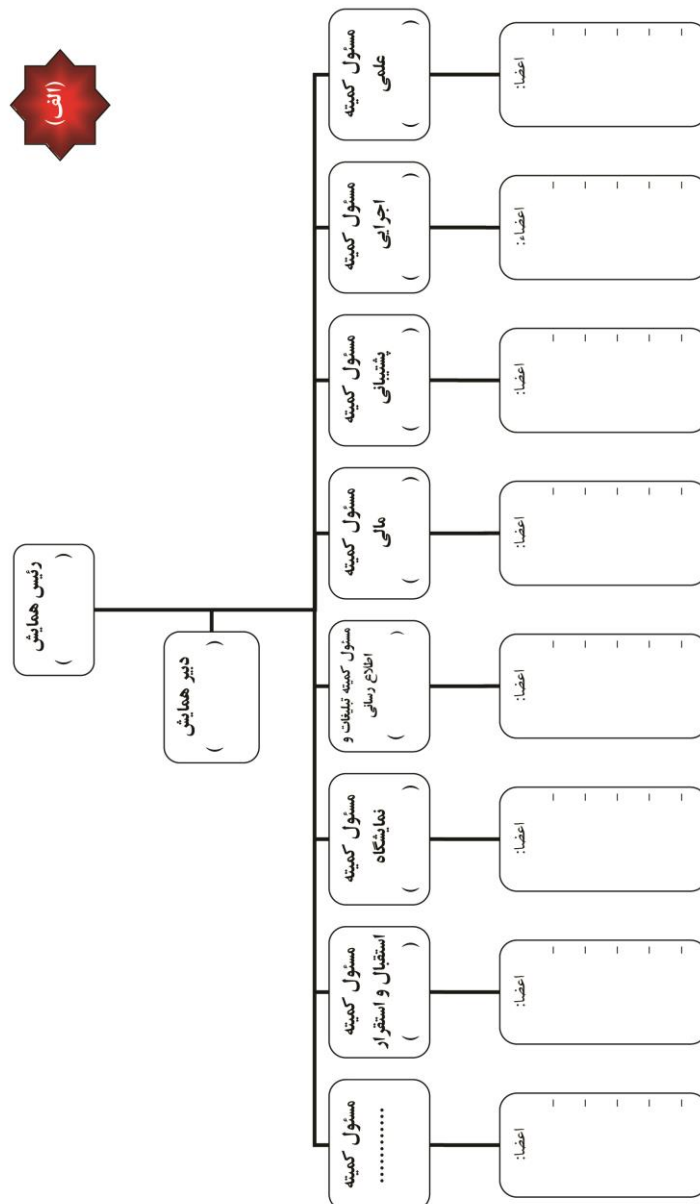 (الف)
رئیس همایش
( )
دبیر همایش
( )
مسئول کمیته
علمی
( )
مسئول کمیته
اجرایی
( )
مسئول کمیته
پشتیبانی
( )
مسئول کمیته
مالی
( )
مسئول کمیته تبلیغات و
اطلاع رسانی
( )
مسئول کمیته
نمایشگاه
( )
مسئول کمیته
استقبال و استقرار
( )
مسئول کمیته
............
اعضا:
–
–
–
–
–
اعضاء:
–
–
–
–
–
اعضا:
–
–
–
–
–
اعضا:
–
–
–
–
–
اعضا:
–
–
–
–
–
اعضا:
–
–
–
–
–
اعضا:
–
–
–
–
–
اعضا:
–
–
–
–
–